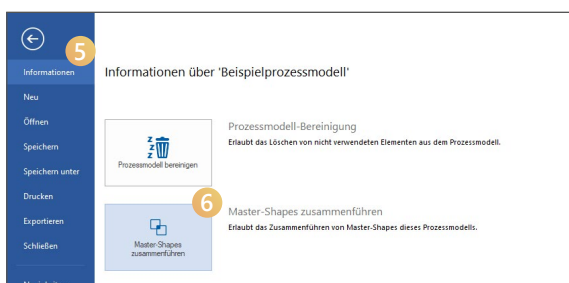 5
Informationen
Informationen über 'Beispielprozessmodell'
Neu
Öffnen
Speichern
Speichern unter
Drucken
Exportieren
Schließen
Prozessmodell bereinigen
Prozessmodell-Bereinigung
Erlaubt das Löschen von nicht verwendeten Elementen aus dem Prozessmodell.
6
Master-Shapes
zusammenführen
Master-Shapes zusammenführen
Erlaubt das Zusammenführen von Master-Shapes dieses Prozessmodells.